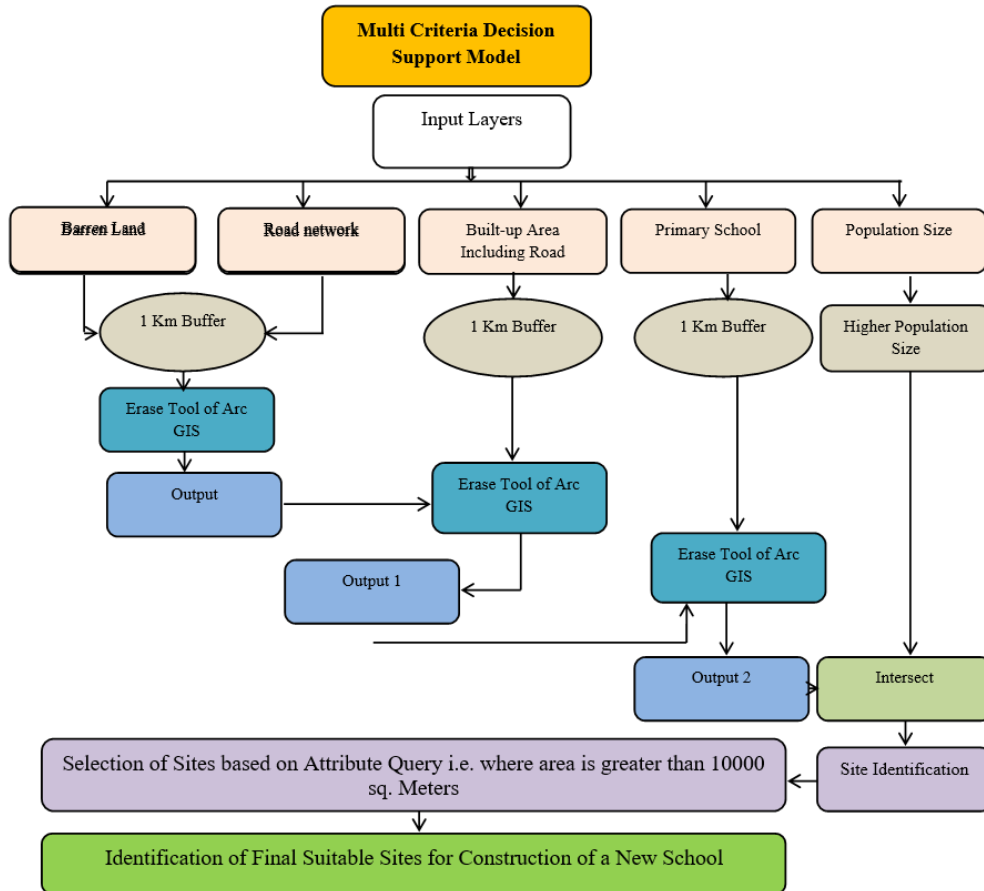 Multi Criteria Decision
Support Model
Input Layers
Barren Land
Road network
Built-up Area
Including Road
Primary School
Population Size
1 Km Buffer
1 Km Buffer
1 Km Buffer
Higher Population
Size
Erase Tool of Arc
GIS
Output
Erase Tool of Arc
GIS
Output 1
Erase Tool of Arc
GIS
Output 2
Intersect
Selection of Sites based on Attribute Query i.e. where area is greater than 10000
sq. Meters
Site Identification
Identification of Final Suitable Sites for Construction of a New School